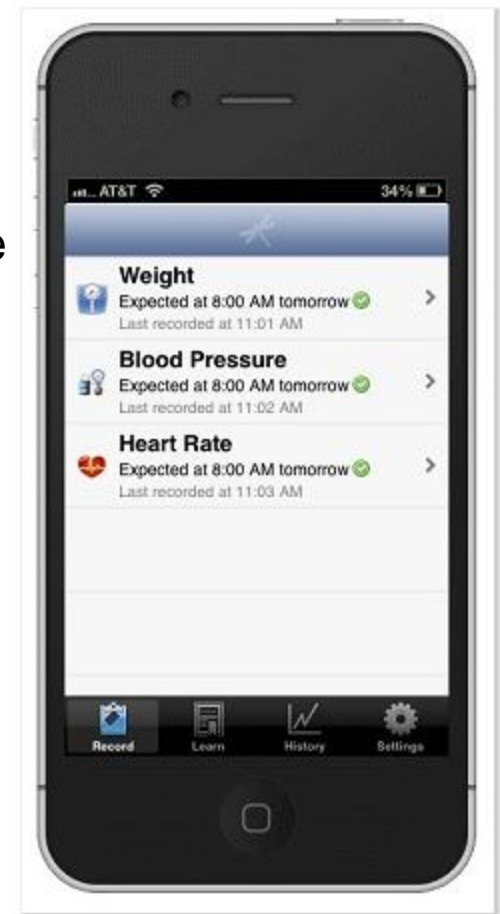 AT&T 34%
Weight
Expected at 8:00 AM tomorrow
Last recorded at 11:01 AM
Blood Pressure
Expected at 8:00 AM tomorrow
Last recorded at 11:02 AM
Heart Rate
Expected at 8:00 AM tomorrow
Last recorded at 11:03 AM
Record Learn History Settings